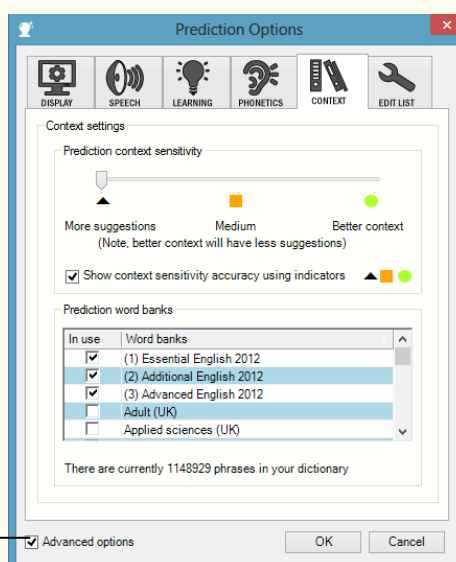 Prediction Options
DISPLAY SPEECH LEARNING PHONETICS CONTEXT EDIT LIST
Context settings
Prediction context sensitivity
More suggestions Medium Better context
(Note, better context will have less suggestions)
Show context sensitivity accuracy using indicators
Prediction word banks
In use Word banks
(1) Essential English 2012
(2) Additional English 2012
(3) Advanced English 2012
Adult (UK)
Applied sciences (UK)
There are currently 1148929 phrases in your dictionary
Advanced options OK Cancel